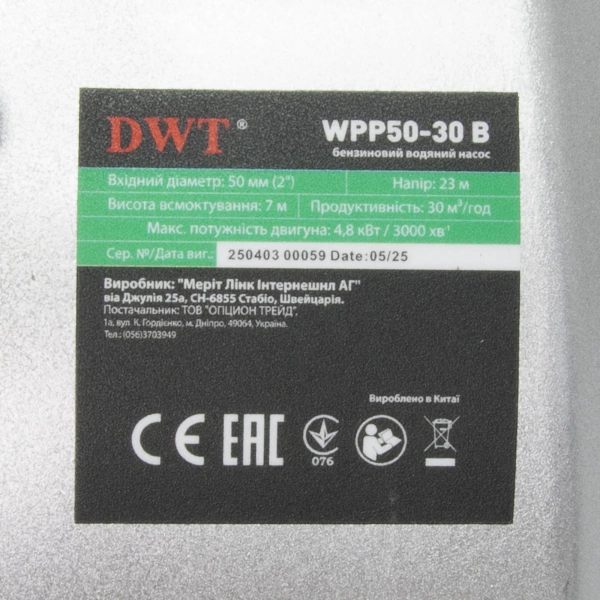 DWT® WPP50-30 B
бензиновий водяний насос
Вхідний діаметр: 50 мм (2") Напір: 23 м
Висота всмоктування: 7 м Продуктивність: 30 м³/год
Макс. потужність двигуна: 4,8 кВт / 3000 хв⁻¹
Сер. №/Дата виг.: 250403 00059 Date:05/25
Виробник: "Меріт Лінк Інтернешнл АГ"
віа Джулія 25а, СН-6855 Стабіо, Швейцарія.
Постачальник: ТОВ "ОПЦИОН ТРЕЙД".
1а, вул. К. Гордієнко, м. Дніпро, 49064, Україна.
Тел.: (056)3703949
Вироблено в Китаї
CE EAC
076